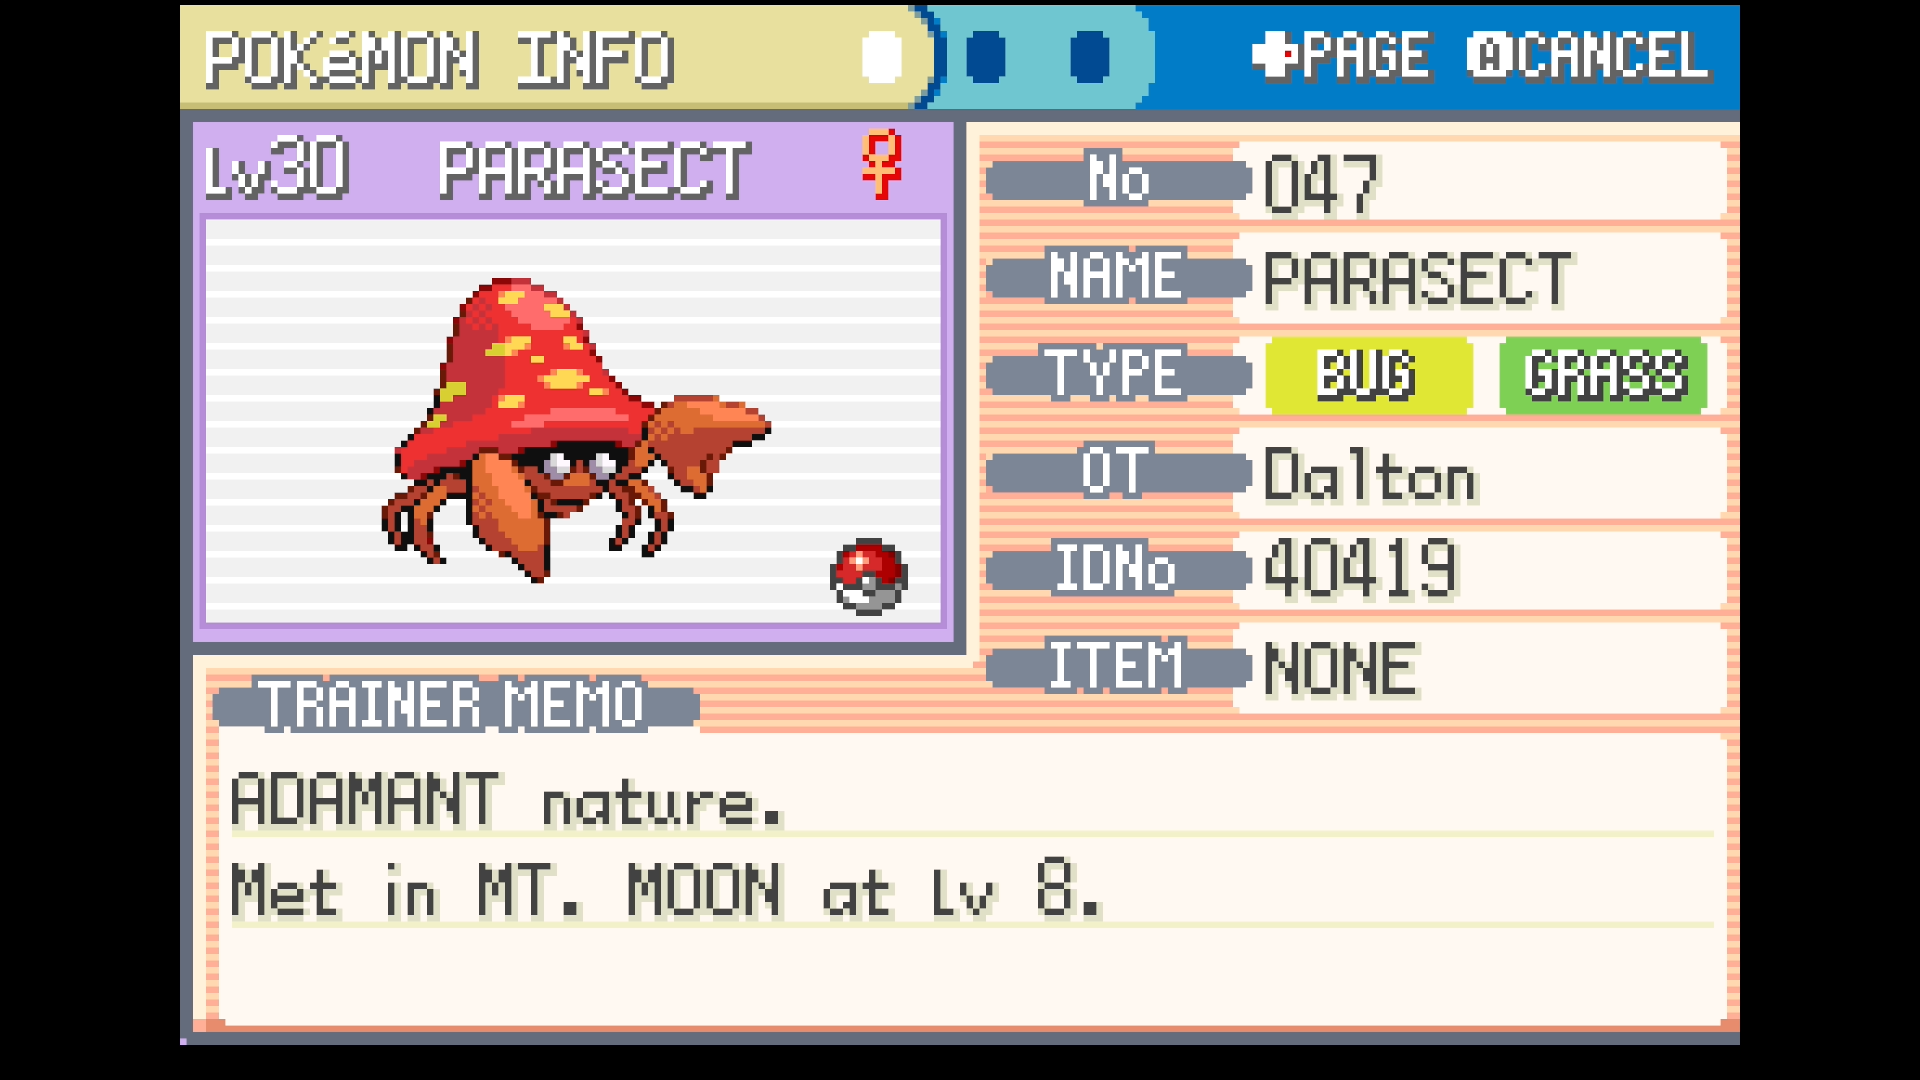 POKéMON INFO PAGE A CANCEL
Lv30 PARASECT ♀
No 047
NAME PARASECT
TYPE BUG GRASS
OT Dalton
IDNo 40419
ITEM NONE
TRAINER MEMO
ADAMANT nature.
Met in MT. MOON at Lv 8.